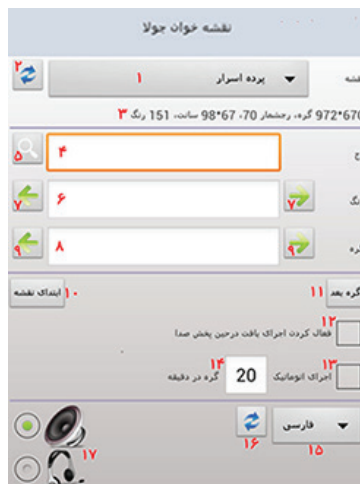 نقشه خوان جولا
نقشه پرده اسرار ۱ ۲
670*972 گره، رجشمار 70، 67*98 سانت، 151 رنگ ۳
۴ ۵
۷ ۶ ۷
گره ۹ ۸ ۹
گره بعد ۱۱ ۱۰ ابتدای نقشه
۱۲
فعال کردن اجرای بافت درحین پخش صدا
۱۳ ۱۴
اجرای اتوماتیک 20 گره در دقیقه
فارسی
۱۵ ۱۶ ۱۷